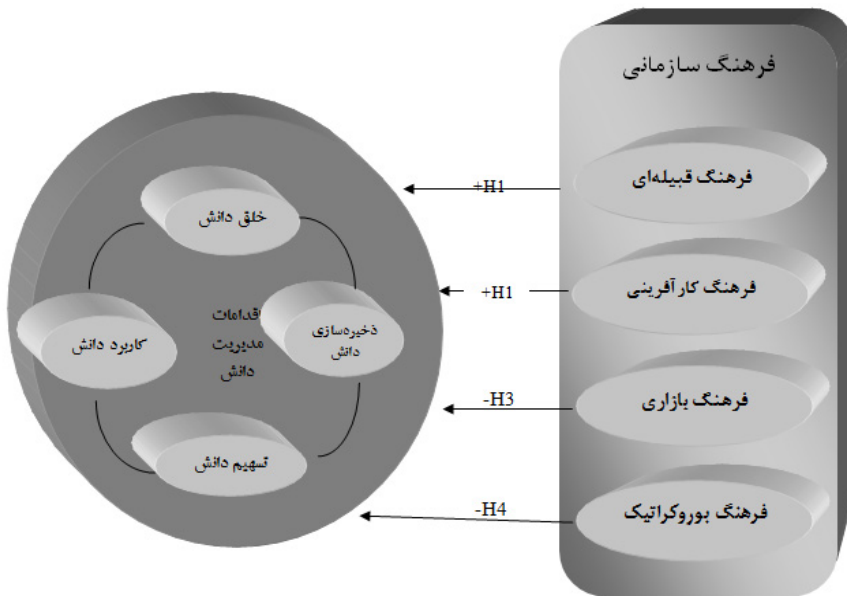 فرهنگ سازمانی
فرهنگ قبیله‌ای
فرهنگ کارآفرینی
فرهنگ بازاری
فرهنگ بوروکراتیک
+H1
+H1
-H3
-H4
خلق دانش
ذخیره‌سازی
دانش
تسهیم دانش
کاربرد دانش
اقدامات
مدیریت
دانش